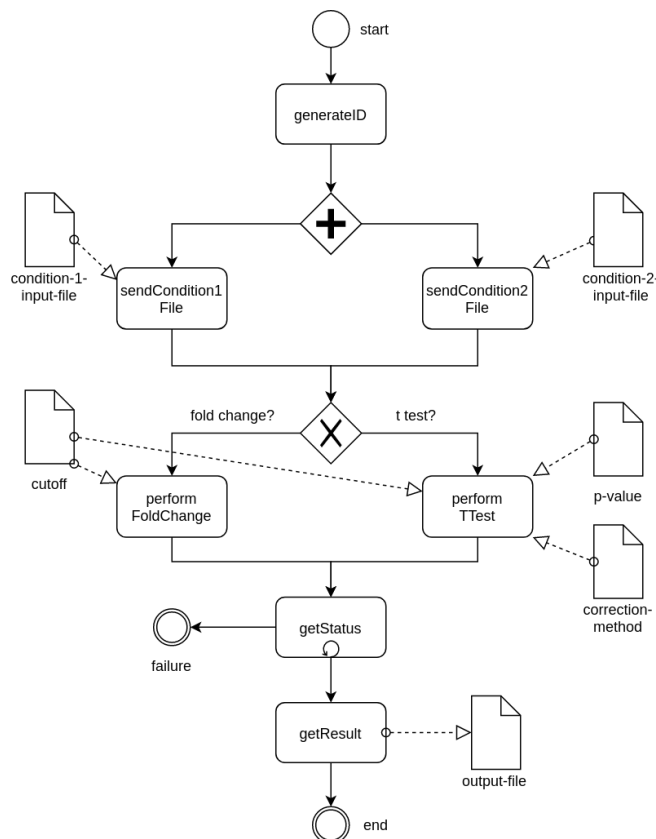 start
generateID
condition-1-
input-file
sendCondition1
File
sendCondition2
File
condition-2-
input-file
fold change?
t test?
cutoff
perform
FoldChange
perform
TTest
p-value
correction-
method
getStatus
failure
getResult
output-file
end